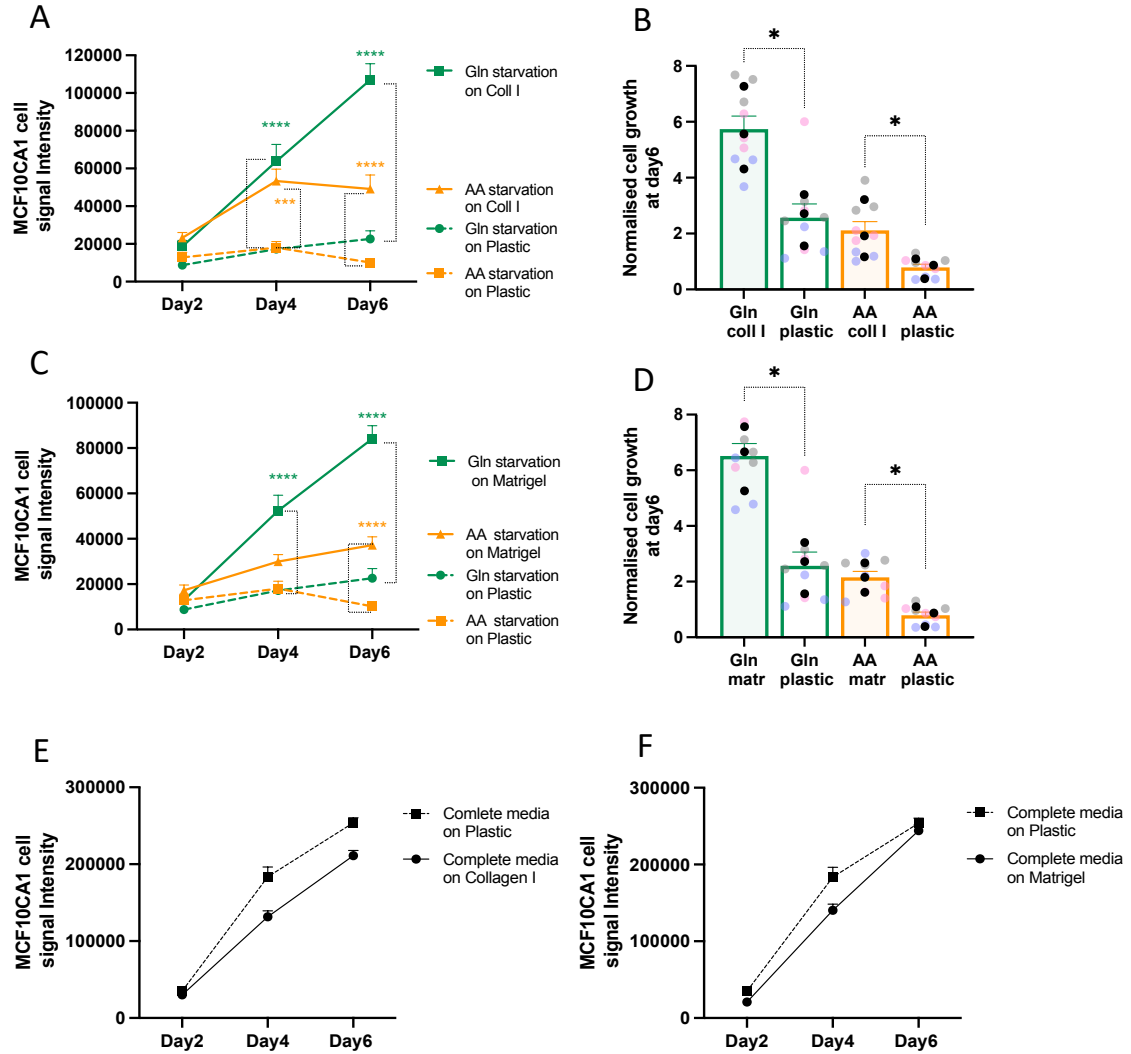 A
MCF10CA1 cell
signal Intensity
120000
100000
80000
60000
40000
20000
0
Day2
Day4
Day6
****
****
****
***
Gln starvation
on Coll I
AA starvation
on Coll I
Gln starvation
on Plastic
AA starvation
on Plastic
B
Normalised cell growth
at day6
8
6
4
2
0
*
*
Gln
coll I
Gln
plastic
AA
coll I
AA
plastic
C
MCF10CA1 cell
signal Intensity
100000
80000
60000
40000
20000
0
Day2
Day4
Day6
****
****
****
Gln starvation
on Matrigel
AA starvation
on Matrigel
Gln starvation
on Plastic
AA starvation
on Plastic
D
Normalised cell growth
at day6
8
6
4
2
0
*
*
Gln
matr
Gln
plastic
AA
matr
AA
plastic
E
MCF10CA1 cell
signal Intensity
300000
200000
100000
0
Day2
Day4
Day6
Comlete media
on Plastic
Complete media
on Collagen I
F
MCF10CA1 cell
signal Intensity
300000
200000
100000
0
Day2
Day4
Day6
Complete media
on Plastic
Complete media
on Matrigel